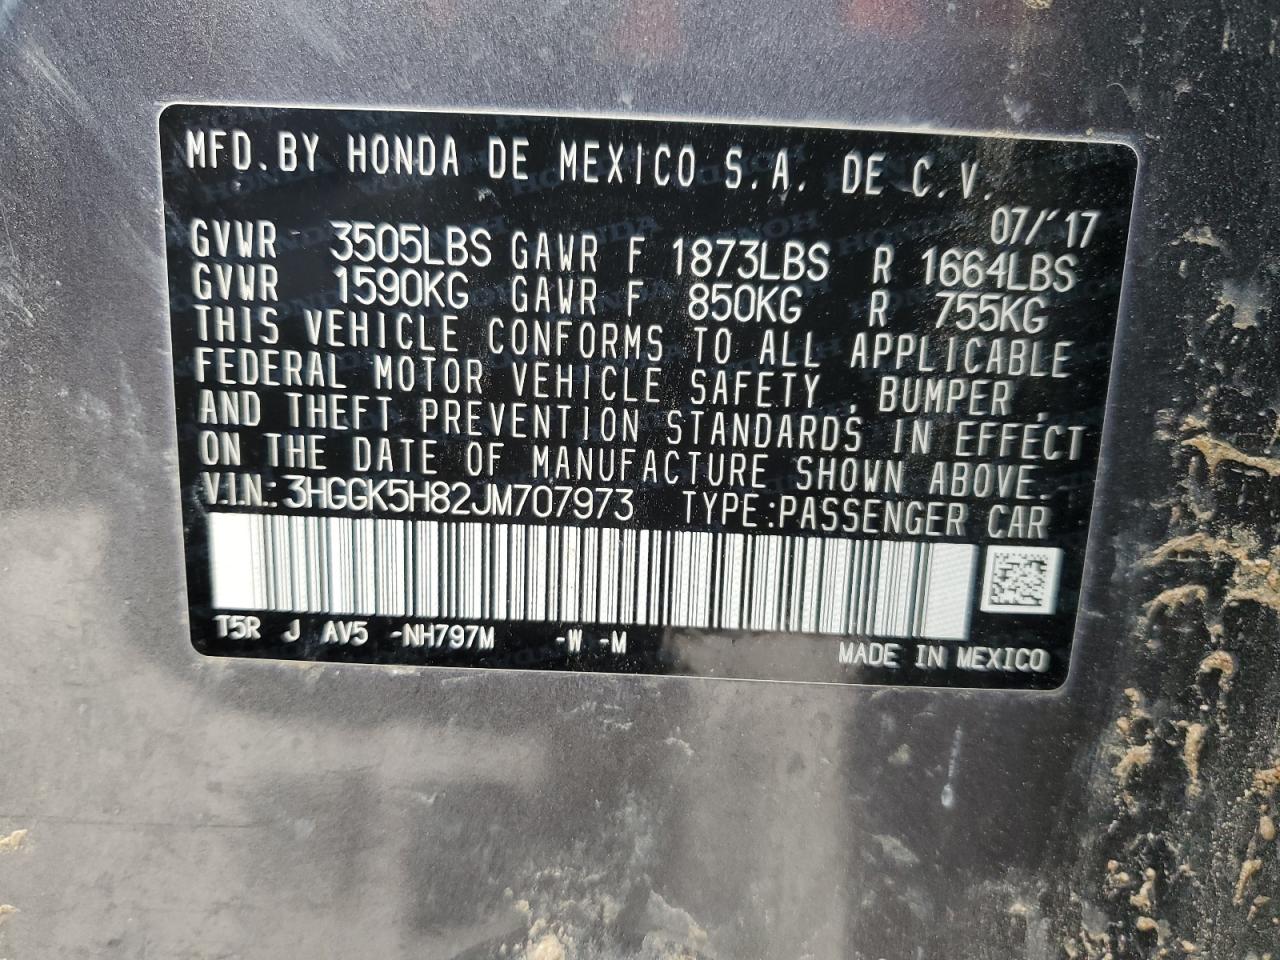 MFD. BY HONDA DE MEXICO S.A. DE C.V.
07/'17
GVWR 3505LBS GAWR F 1873LBS R 1664LBS
GVWR 1590KG GAWR F 850KG R 755KG
THIS VEHICLE CONFORMS TO ALL APPLICABLE
FEDERAL MOTOR VEHICLE SAFETY, BUMPER,
AND THEFT PREVENTION STANDARDS IN EFFECT
ON THE DATE OF MANUFACTURE SHOWN ABOVE.
V.I.N.: 3HGGK5H82JM707973 TYPE:PASSENGER CAR
T5R J AV5 -NH797M -W -M
MADE IN MEXICO